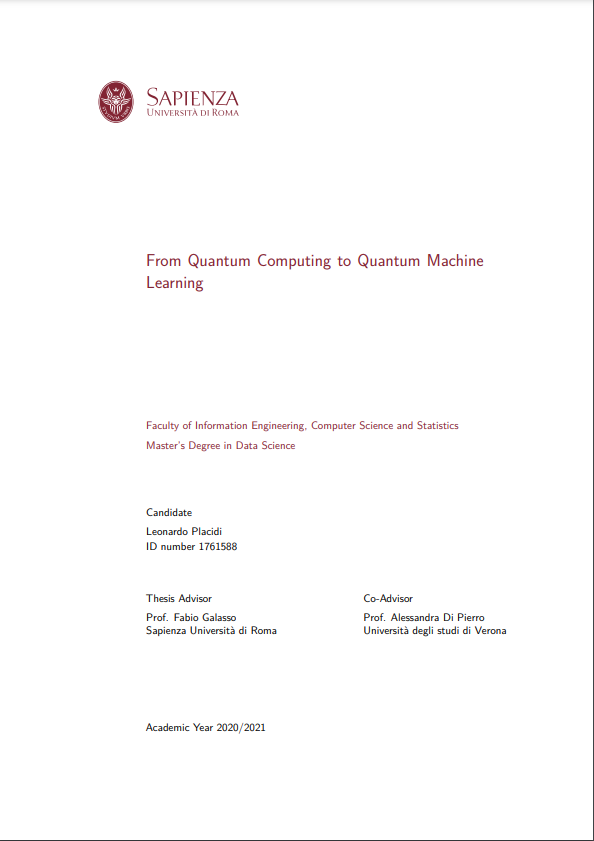 SAPIENZA
UNIVERSITÀ DI ROMA
From Quantum Computing to Quantum Machine
Learning
Faculty of Information Engineering, Computer Science and Statistics
Master's Degree in Data Science
Candidate
Leonardo Placidi
ID number 1761588
Thesis Advisor
Prof. Fabio Galasso
Sapienza Università di Roma
Co-Advisor
Prof. Alessandra Di Pierro
Università degli studi di Verona
Academic Year 2020/2021